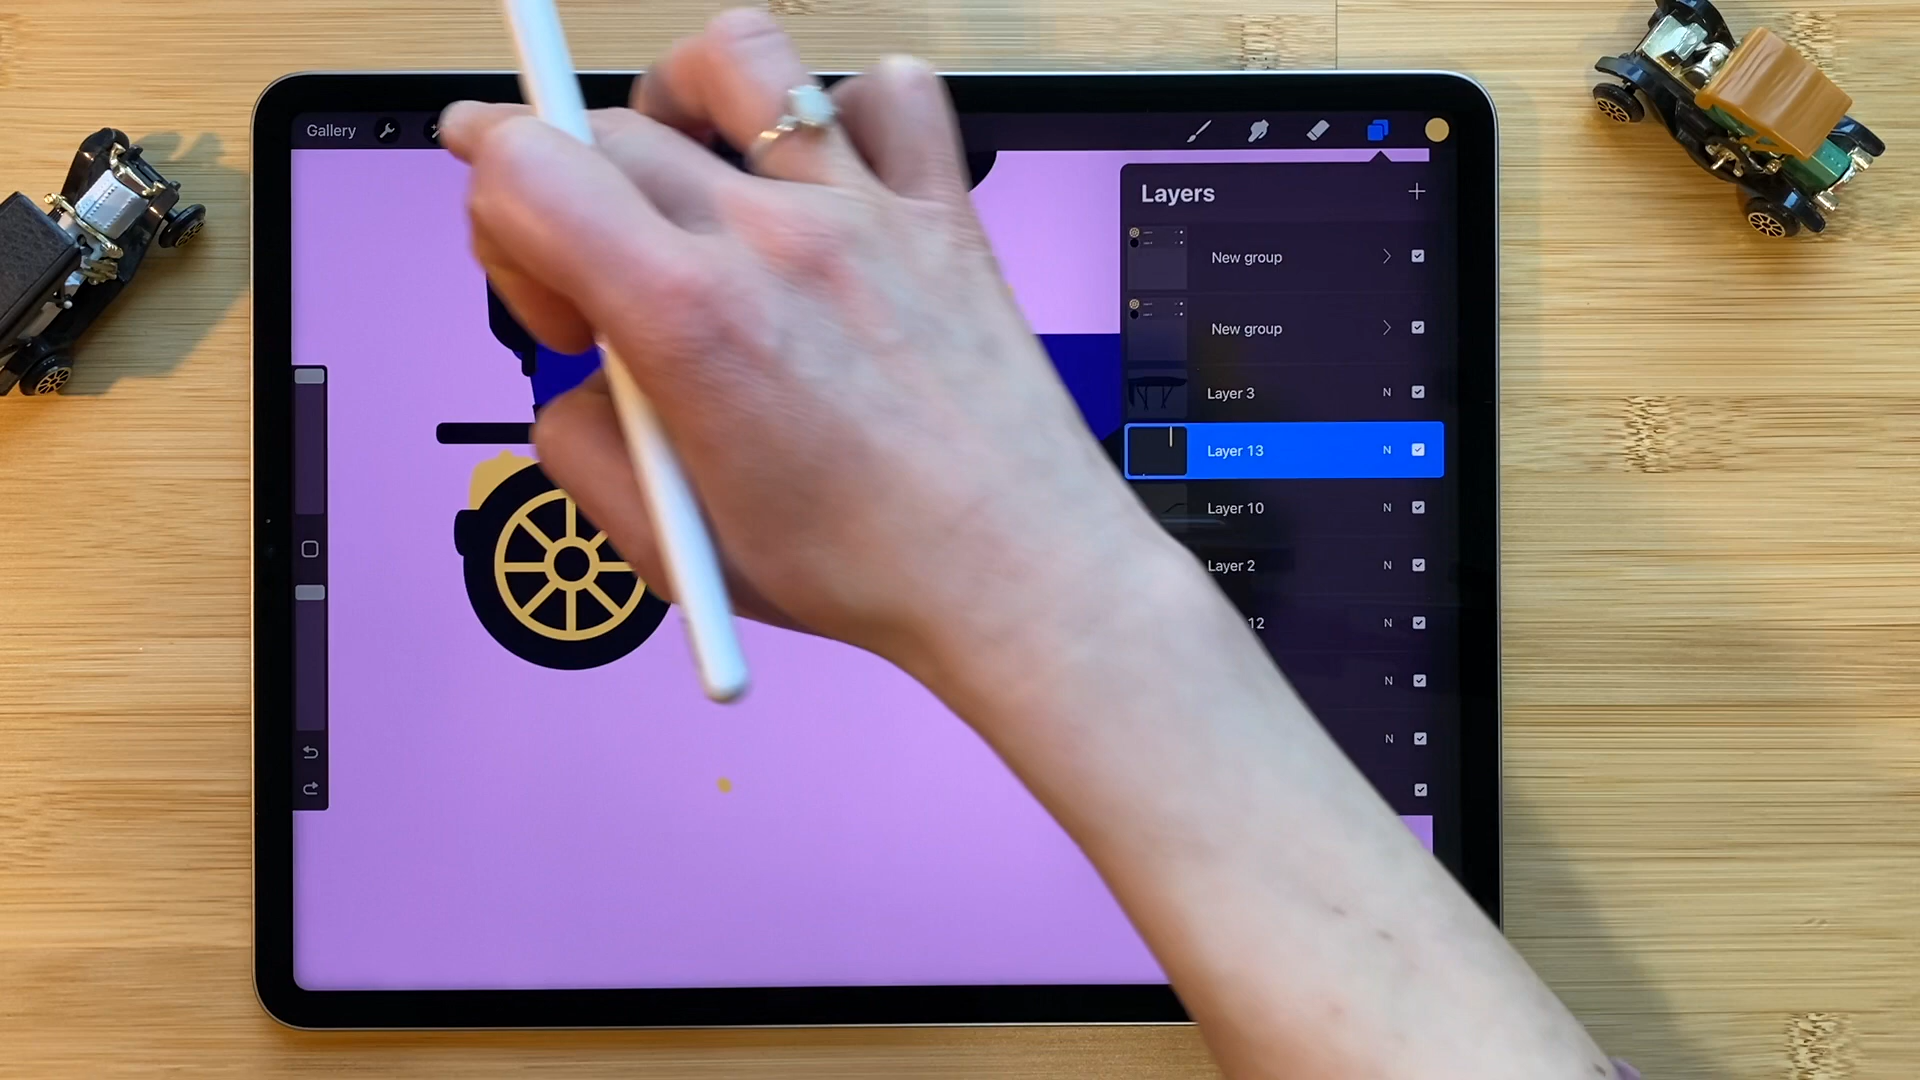 Gallery
Layers
New group
New group
Layer 3 N
Layer 13 N
Layer 10 N
Layer 2 N
12 N
N
N